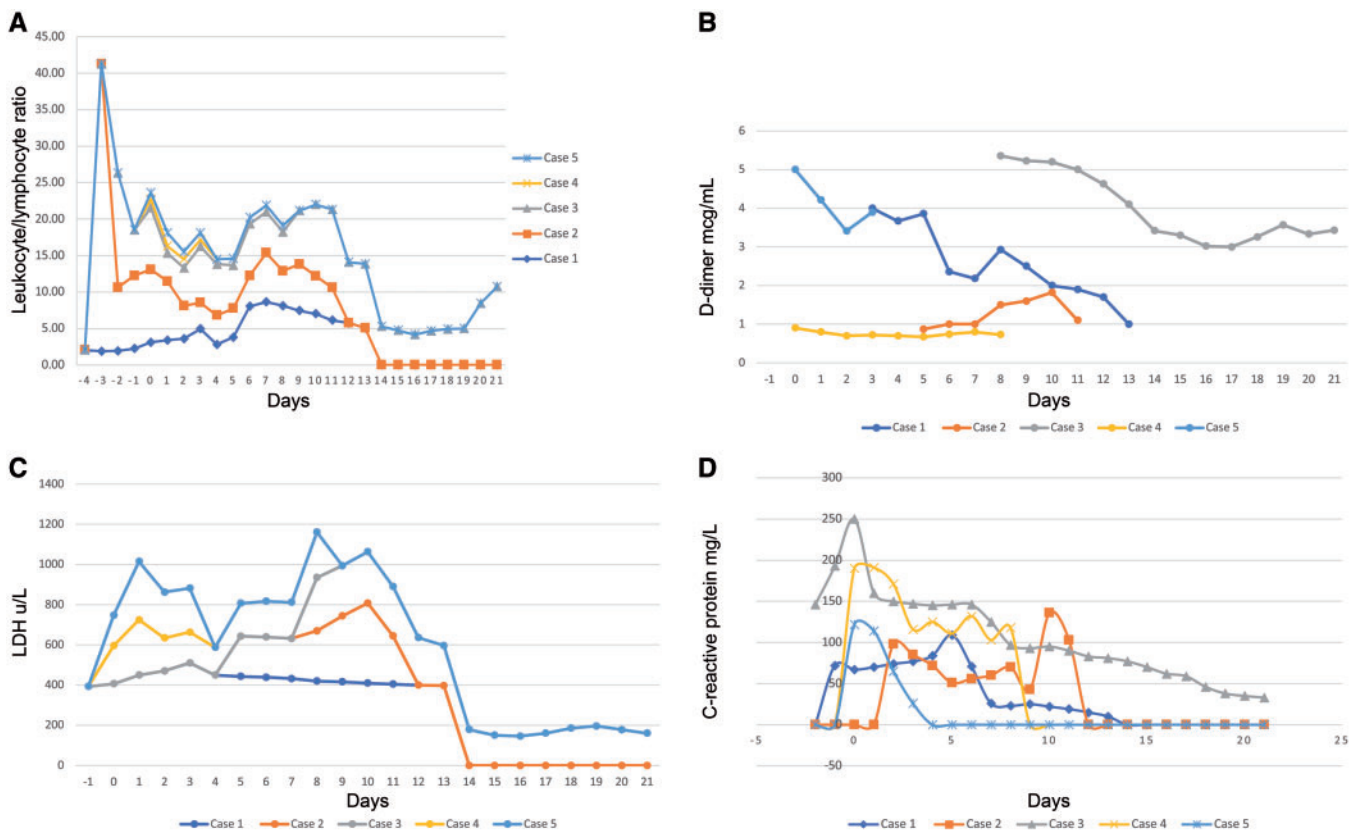 A
45.00
40.00
35.00
30.00
25.00
20.00
15.00
10.00
5.00
0.00
Leukocyte/lymphocyte ratio
-4 -3 -2 -1 0 1 2 3 4 5 6 7 8 9 10 11 12 13 14 15 16 17 18 19 20 21
Days
Case 5
Case 4
Case 3
Case 2
Case 1
B
6
5
4
3
2
1
0
D-dimer mcg/mL
-1 0 1 2 3 4 5 6 7 8 9 10 11 12 13 14 15 16 17 18 19 20 21
Days
Case 1 Case 2 Case 3 Case 4 Case 5
C
1400
1200
1000
800
600
400
200
0
LDH u/L
-1 0 1 2 3 4 5 6 7 8 9 10 11 12 13 14 15 16 17 18 19 20 21
Days
Case 1 Case 2 Case 3 Case 4 Case 5
D
300
250
200
150
100
50
0
-50
C-reactive protein mg/L
-5 0 5 10 15 20 25
Days
Case 1 Case 2 Case 3 Case 4 Case 5